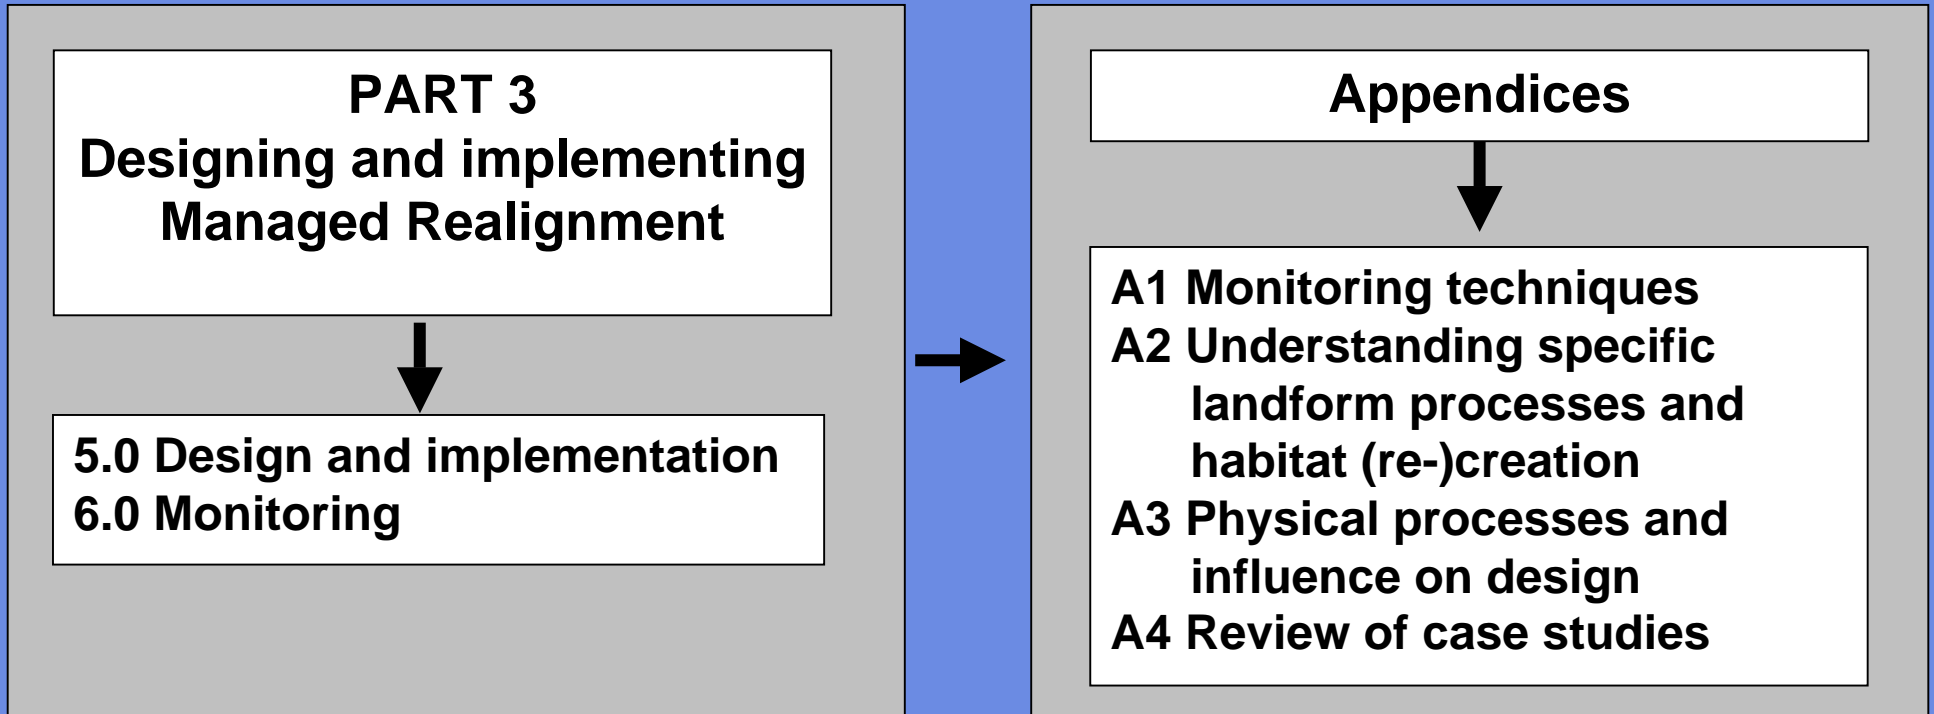 PART 3
Designing and implementing
Managed Realignment
5.0 Design and implementation
6.0 Monitoring
Appendices
A1 Monitoring techniques
A2 Understanding specific
landform processes and
habitat (re-)creation
A3 Physical processes and
influence on design
A4 Review of case studies